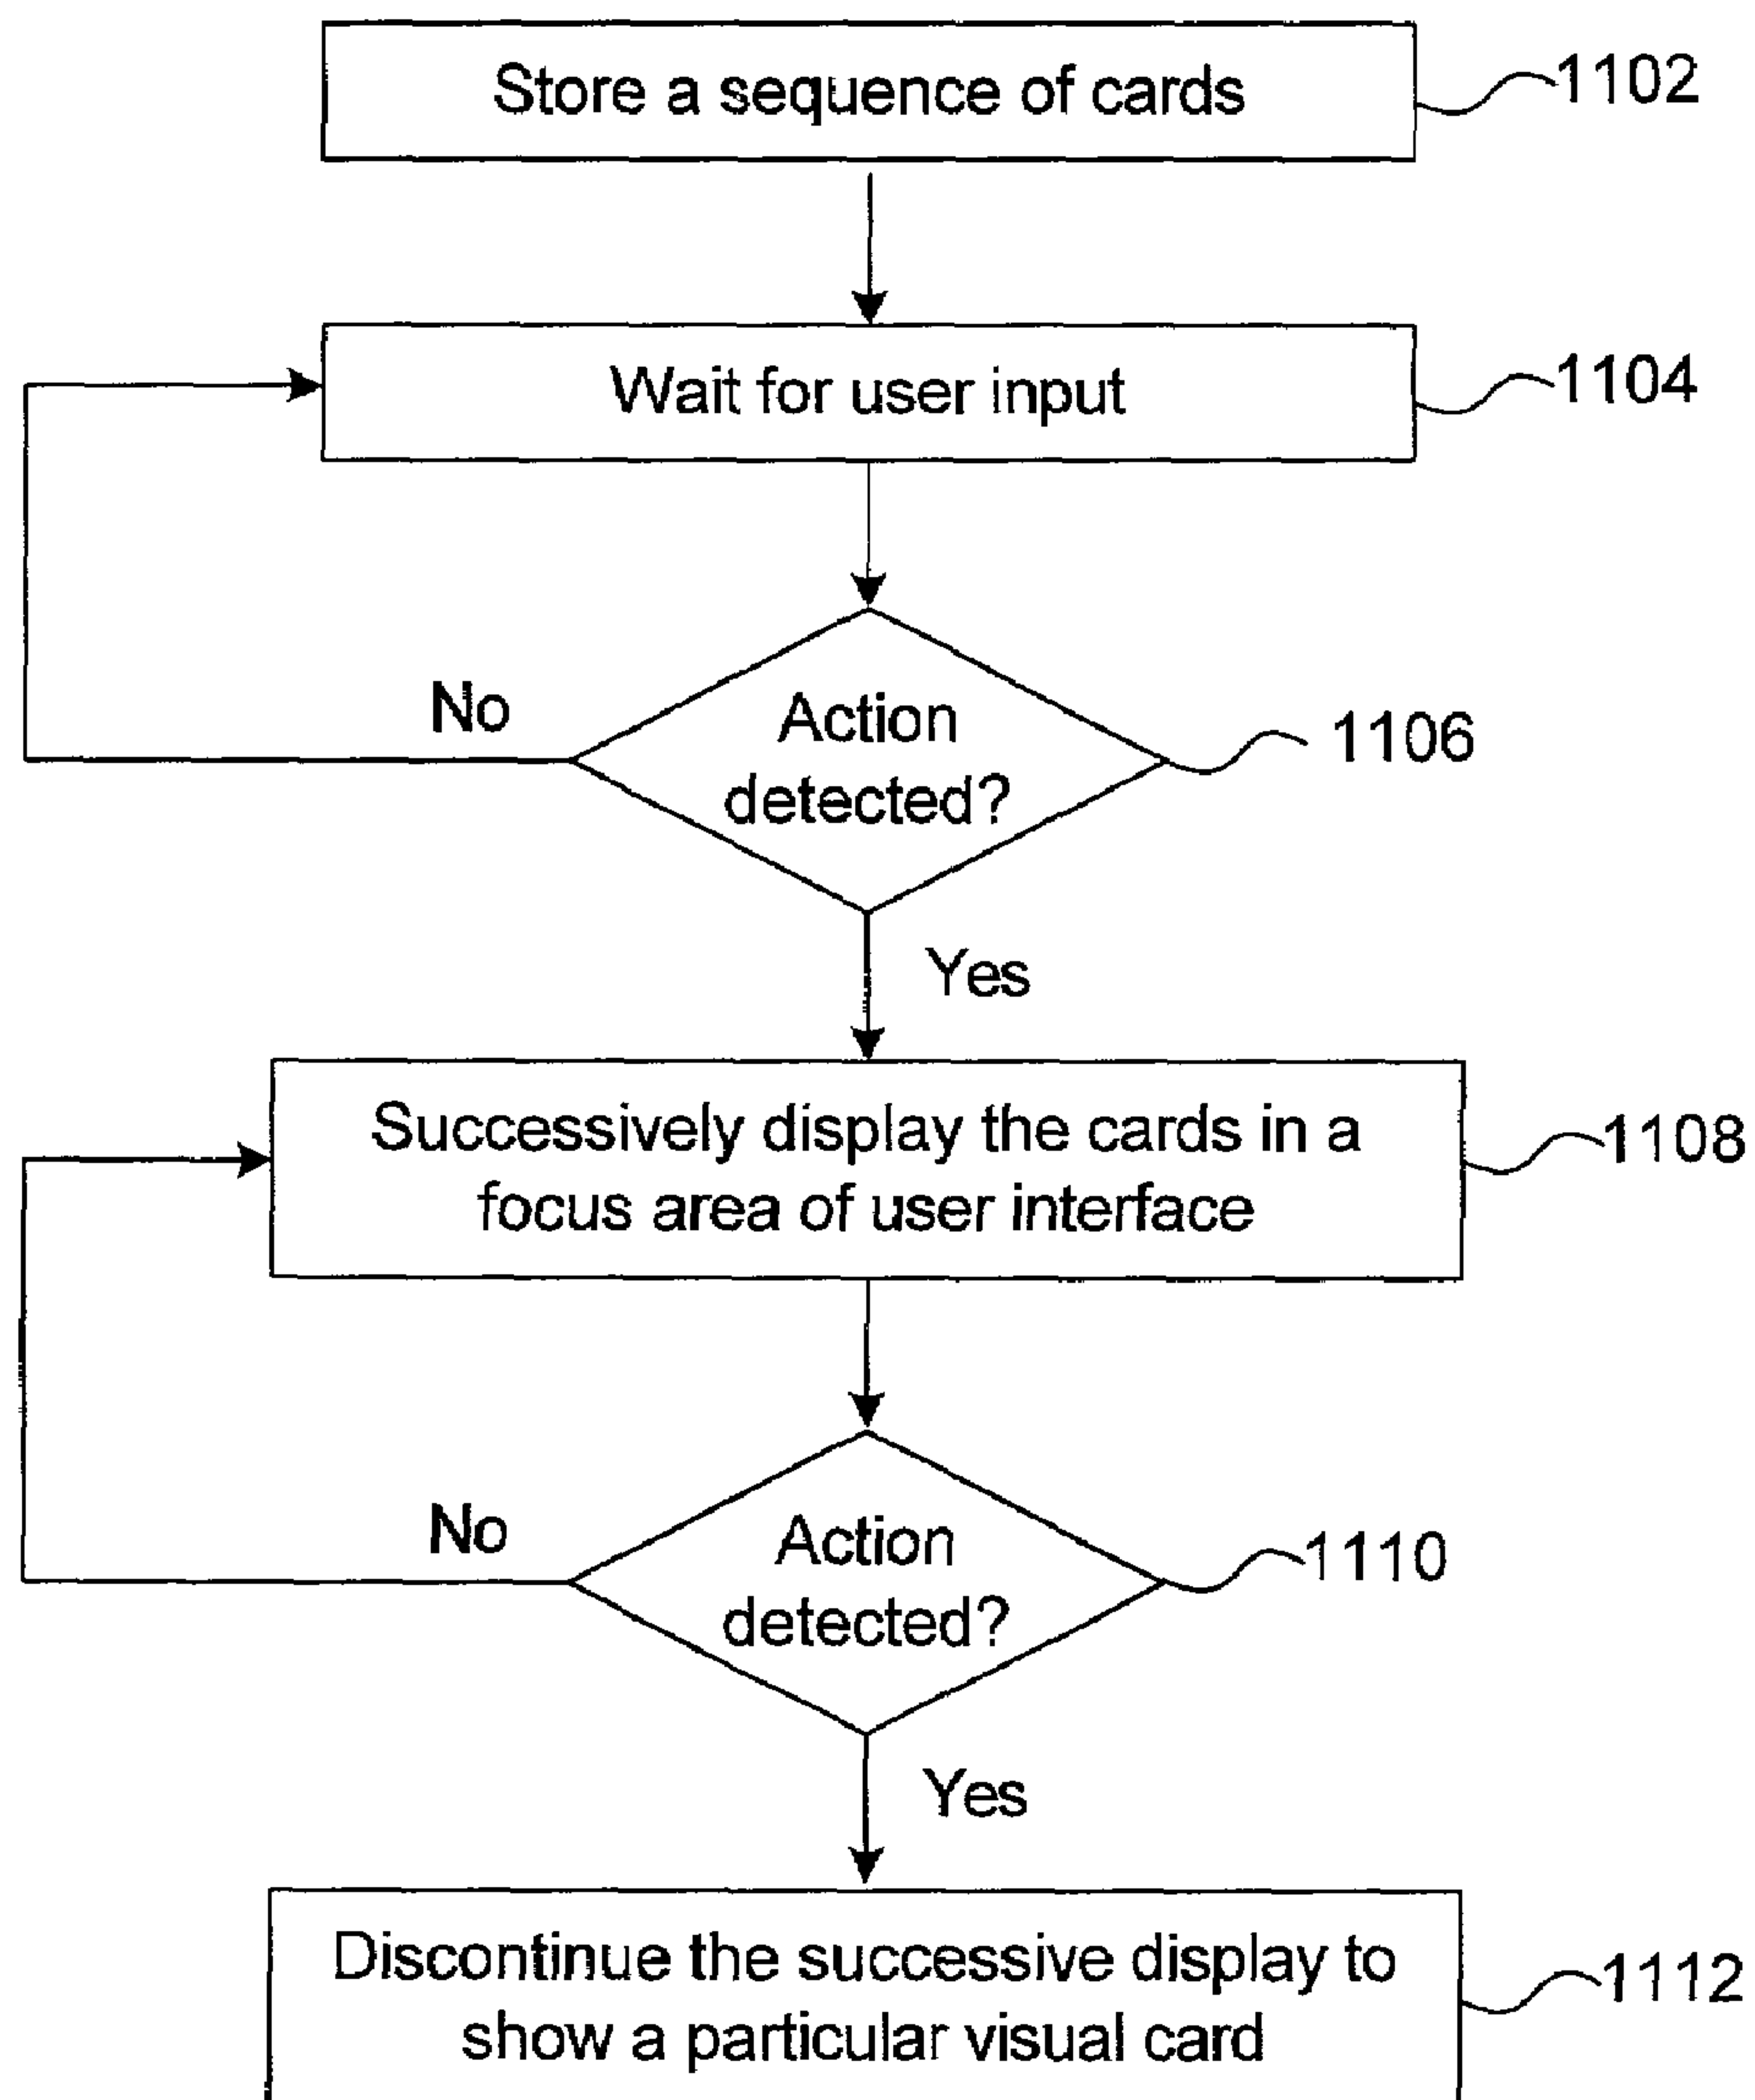 Store a sequence of cards
1102
Wait for user input
1104
No
Action
detected?
1106
Yes
Successively display the cards in a
focus area of user interface
1108
No
Action
detected?
1110
Yes
Discontinue the successive display to
show a particular visual card
1112